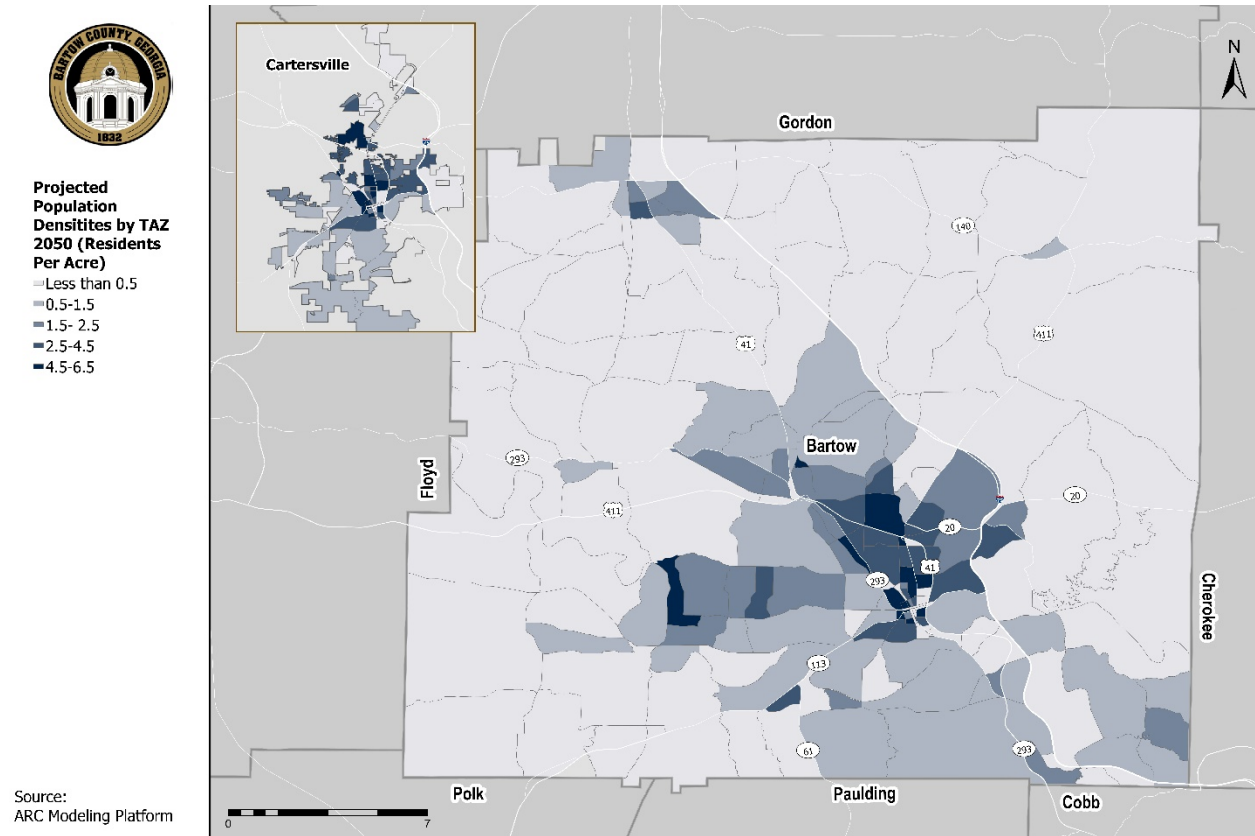 BARTOW COUNTY, GEORGIA
1832
Projected
Population
Densitites by TAZ
2050 (Residents
Per Acre)
Less than 0.5
0.5-1.5
1.5- 2.5
2.5-4.5
4.5-6.5
Source:
ARC Modeling Platform
Cartersville
N
Gordon
140
411
41
Bartow
293
Floyd
411
20
20
41
293
Cherokee
113
61
293
Polk
Paulding
Cobb
0
7